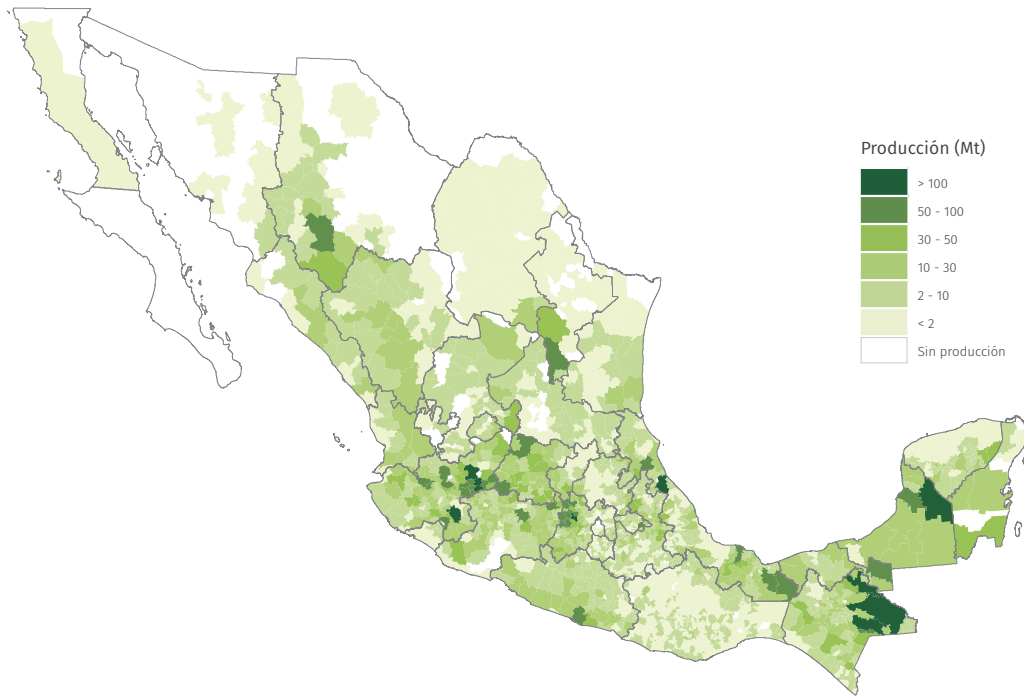 Producción (Mt)
> 100
50 - 100
30 - 50
10 - 30
2 - 10
< 2
Sin producción